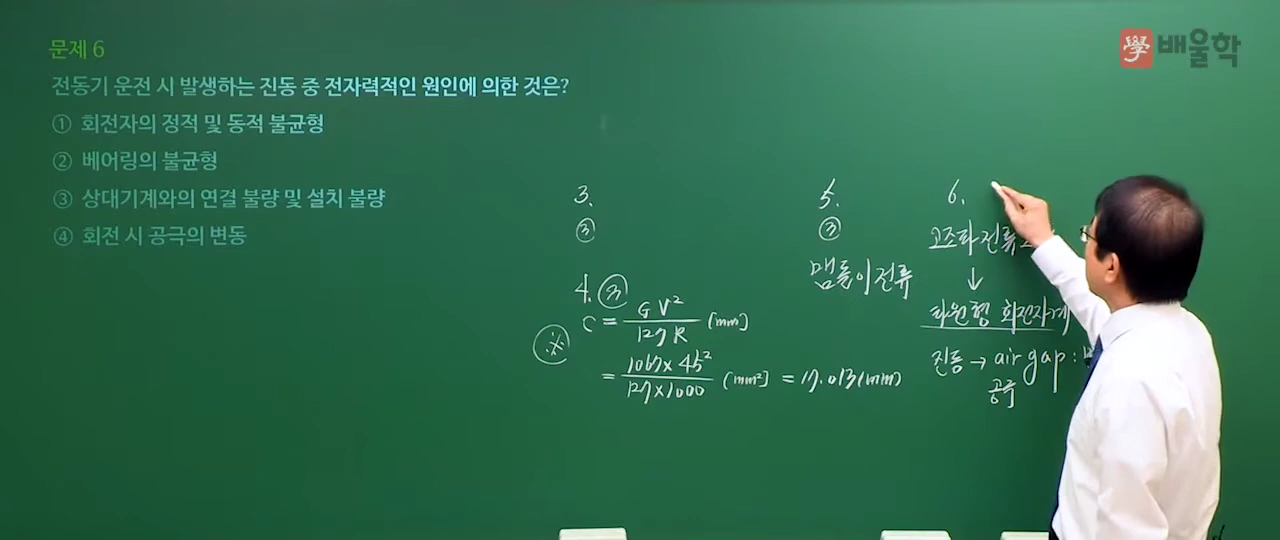 學 배울학
문제 6
전동기 운전 시 발생하는 진동 중 전자력적인 원인에 의한 것은?
① 회전자의 정적 및 동적 불균형
② 베어링의 불균형
③ 상대기계와의 연결 불량 및 설치 불량
④ 회전 시 공극의 변동
3.
③
4. ③
C = G V² / 127 R [mm]
※
= 1067 × 45² / 127 × 1000 [mm²] = 17.013 (mm)
5.
③
맴돌이전류
6.
고조파 전류
↓
타원형 회전자계
진동 → air gap :
공극